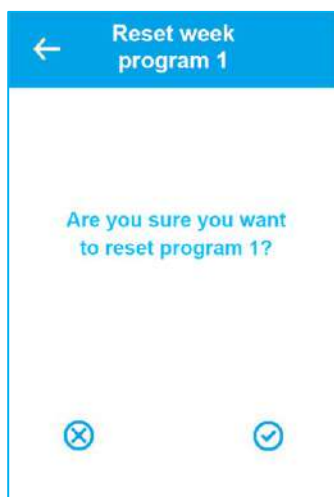 Reset week
program 1
Are you sure you want
to reset program 1?